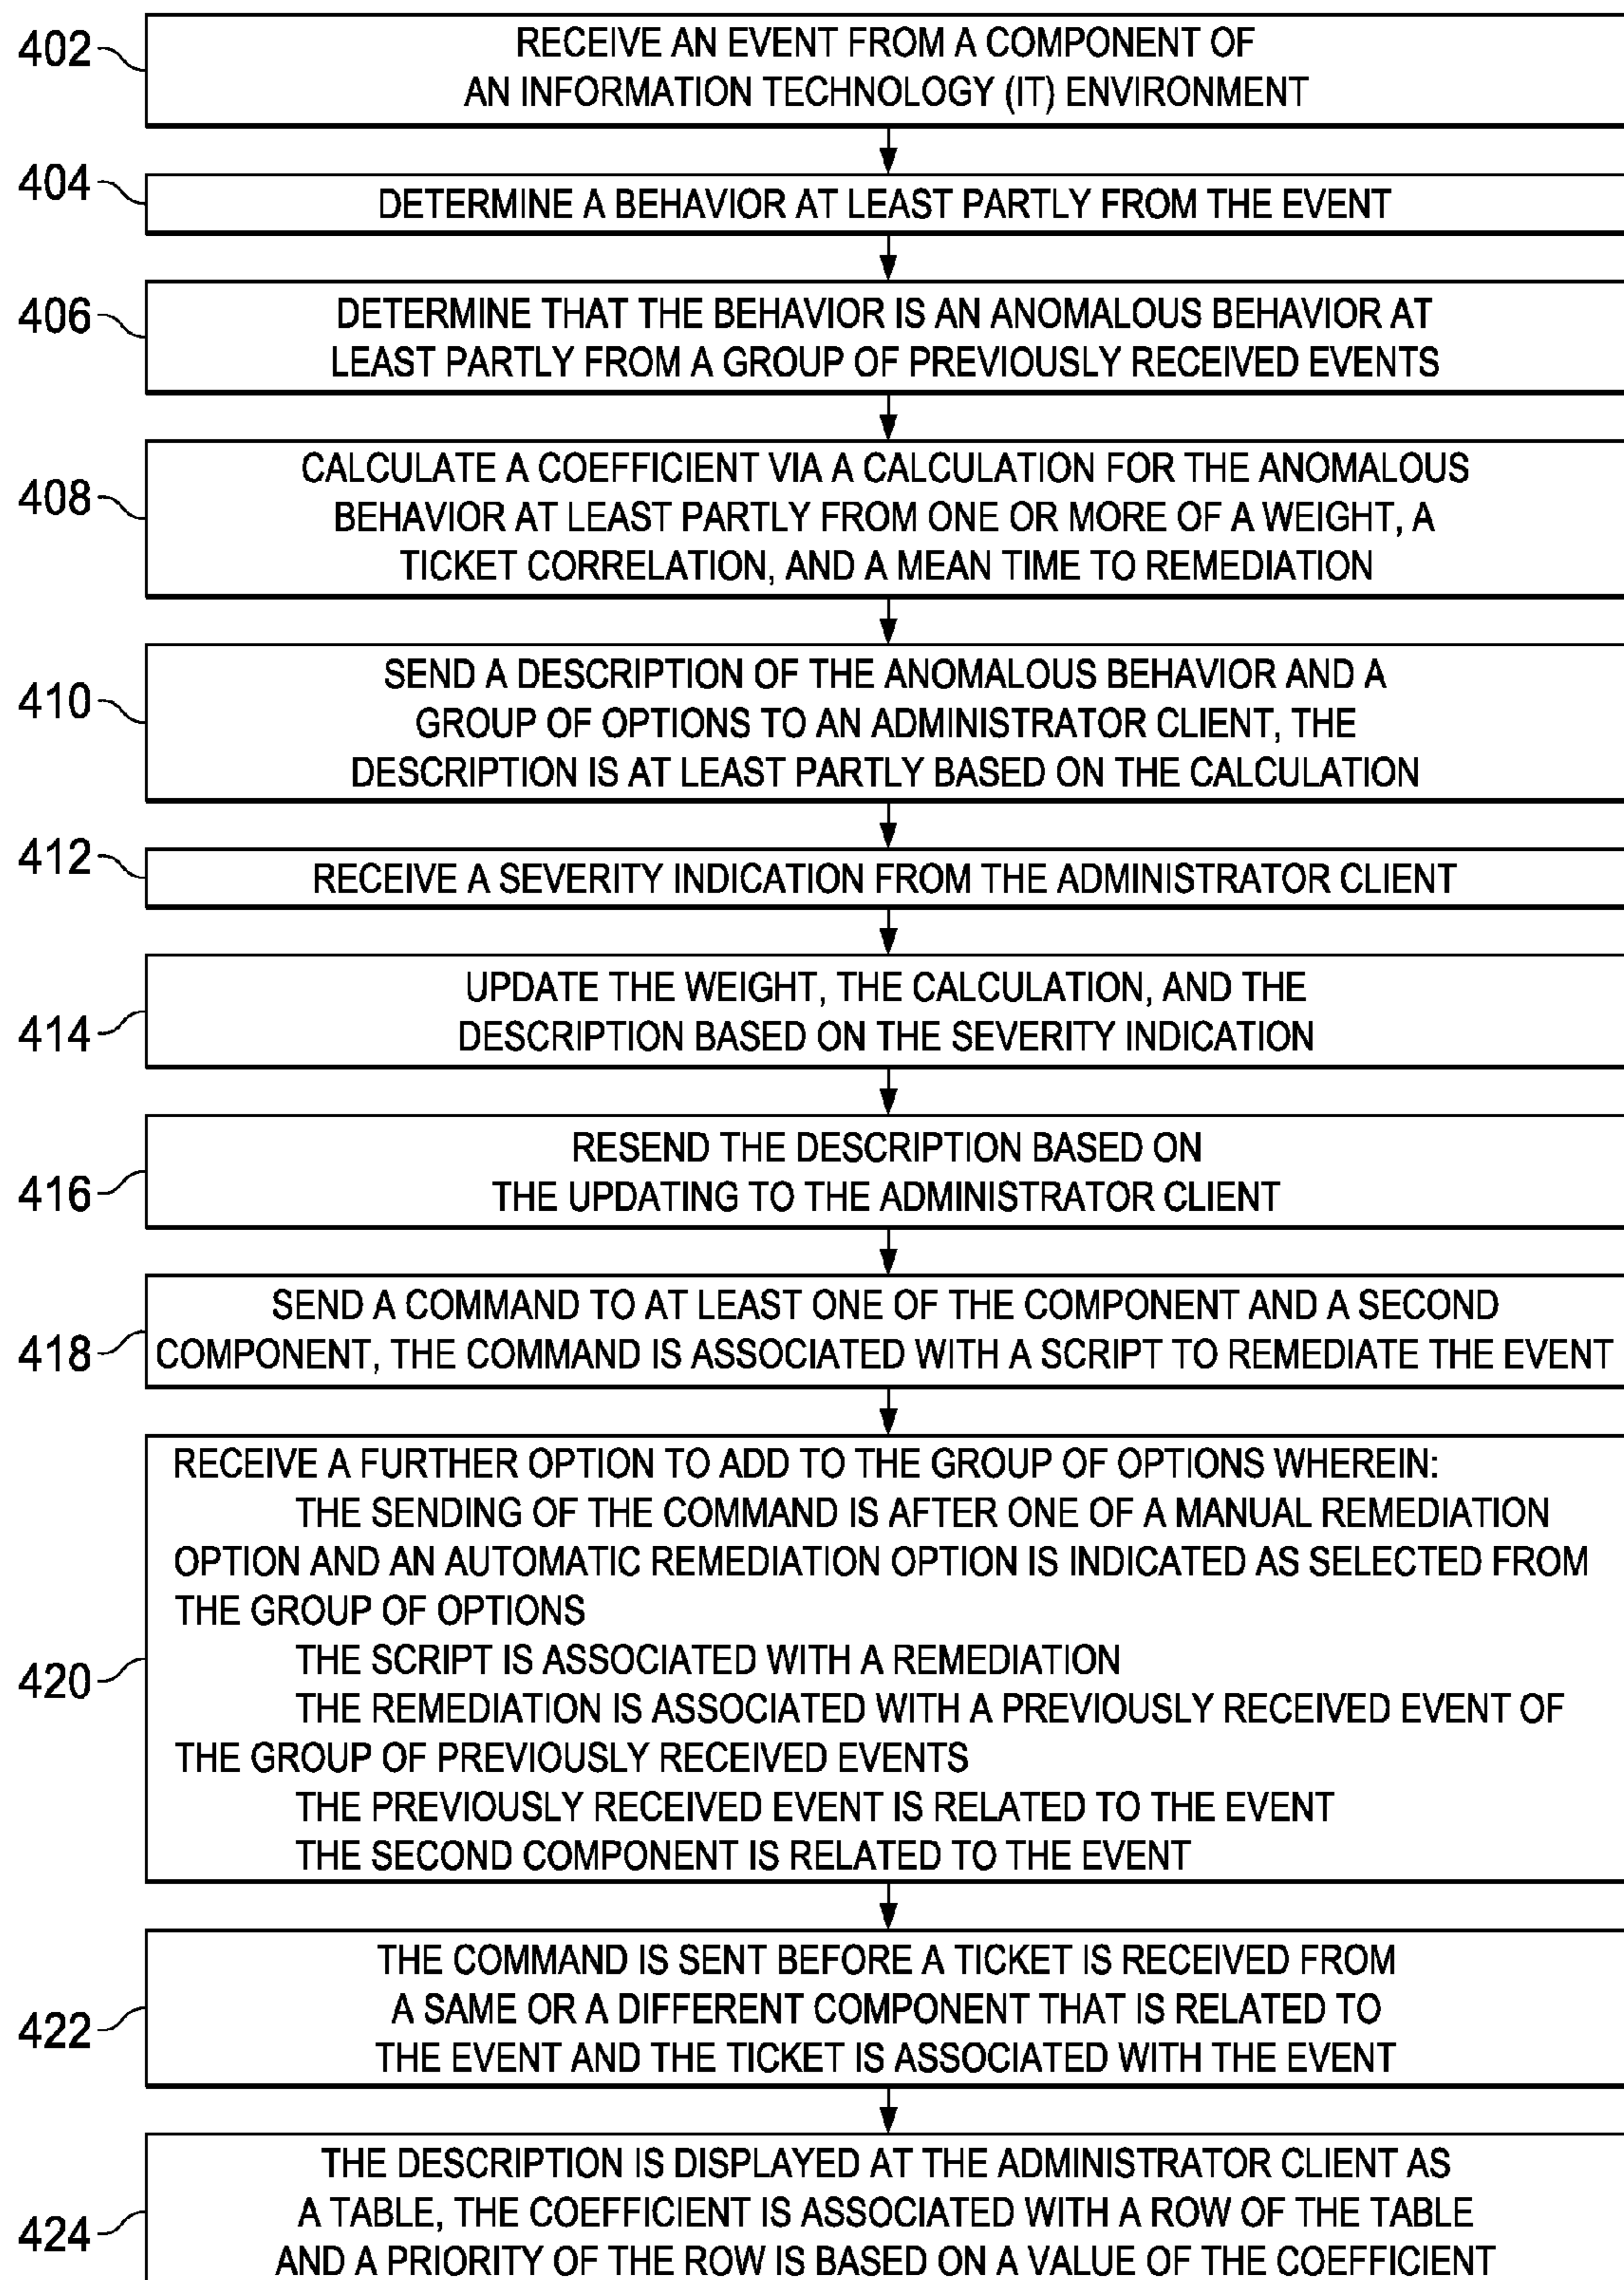 402
RECEIVE AN EVENT FROM A COMPONENT OF
AN INFORMATION TECHNOLOGY (IT) ENVIRONMENT
404
DETERMINE A BEHAVIOR AT LEAST PARTLY FROM THE EVENT
406
DETERMINE THAT THE BEHAVIOR IS AN ANOMALOUS BEHAVIOR AT
LEAST PARTLY FROM A GROUP OF PREVIOUSLY RECEIVED EVENTS
408
CALCULATE A COEFFICIENT VIA A CALCULATION FOR THE ANOMALOUS
BEHAVIOR AT LEAST PARTLY FROM ONE OR MORE OF A WEIGHT, A
TICKET CORRELATION, AND A MEAN TIME TO REMEDIATION
410
SEND A DESCRIPTION OF THE ANOMALOUS BEHAVIOR AND A
GROUP OF OPTIONS TO AN ADMINISTRATOR CLIENT, THE
DESCRIPTION IS AT LEAST PARTLY BASED ON THE CALCULATION
412
RECEIVE A SEVERITY INDICATION FROM THE ADMINISTRATOR CLIENT
414
UPDATE THE WEIGHT, THE CALCULATION, AND THE
DESCRIPTION BASED ON THE SEVERITY INDICATION
416
RESEND THE DESCRIPTION BASED ON
THE UPDATING TO THE ADMINISTRATOR CLIENT
418
SEND A COMMAND TO AT LEAST ONE OF THE COMPONENT AND A SECOND
COMPONENT, THE COMMAND IS ASSOCIATED WITH A SCRIPT TO REMEDIATE THE EVENT
420
RECEIVE A FURTHER OPTION TO ADD TO THE GROUP OF OPTIONS WHEREIN:
THE SENDING OF THE COMMAND IS AFTER ONE OF A MANUAL REMEDIATION
OPTION AND AN AUTOMATIC REMEDIATION OPTION IS INDICATED AS SELECTED FROM
THE GROUP OF OPTIONS
THE SCRIPT IS ASSOCIATED WITH A REMEDIATION
THE REMEDIATION IS ASSOCIATED WITH A PREVIOUSLY RECEIVED EVENT OF
THE GROUP OF PREVIOUSLY RECEIVED EVENTS
THE PREVIOUSLY RECEIVED EVENT IS RELATED TO THE EVENT
THE SECOND COMPONENT IS RELATED TO THE EVENT
422
THE COMMAND IS SENT BEFORE A TICKET IS RECEIVED FROM
A SAME OR A DIFFERENT COMPONENT THAT IS RELATED TO
THE EVENT AND THE TICKET IS ASSOCIATED WITH THE EVENT
424
THE DESCRIPTION IS DISPLAYED AT THE ADMINISTRATOR CLIENT AS
A TABLE, THE COEFFICIENT IS ASSOCIATED WITH A ROW OF THE TABLE
AND A PRIORITY OF THE ROW IS BASED ON A VALUE OF THE COEFFICIENT